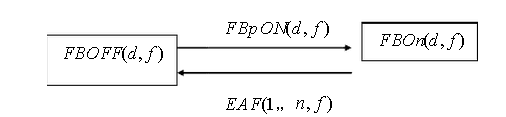 FBpON(d,f)
FBOFF(d,f)
FBOn(d,f)
EAF(1,, n,f)